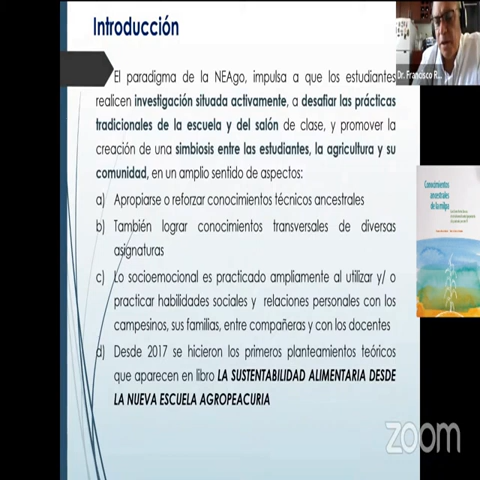 Introducción
El paradigma de la NEAgo, impulsa a que los estudiantes
realicen investigación situada activamente, a desafiar las prácticas
tradicionales de la escuela y del salón de clase, y promover la
creación de una simbiosis entre las estudiantes, la agricultura y su
comunidad, en un amplio sentido de aspectos:
a) Apropiarse o reforzar conocimientos técnicos ancestrales
b) También lograr conocimientos transversales de diversas
asignaturas
c) Lo socioemocional es practicado ampliamente al utilizar y/ o
practicar habilidades sociales y relaciones personales con los
campesinos, sus familias, entre compañeras y con los docentes
d) Desde 2017 se hicieron los primeros planteamientos teóricos
que aparecen en libro LA SUSTENTABILIDAD ALIMENTARIA DESDE
LA NUEVA ESCUELA AGROPEACURIA
Dr. Francisco R...
Conocimientos
ancestrales
de la milpa
zoom